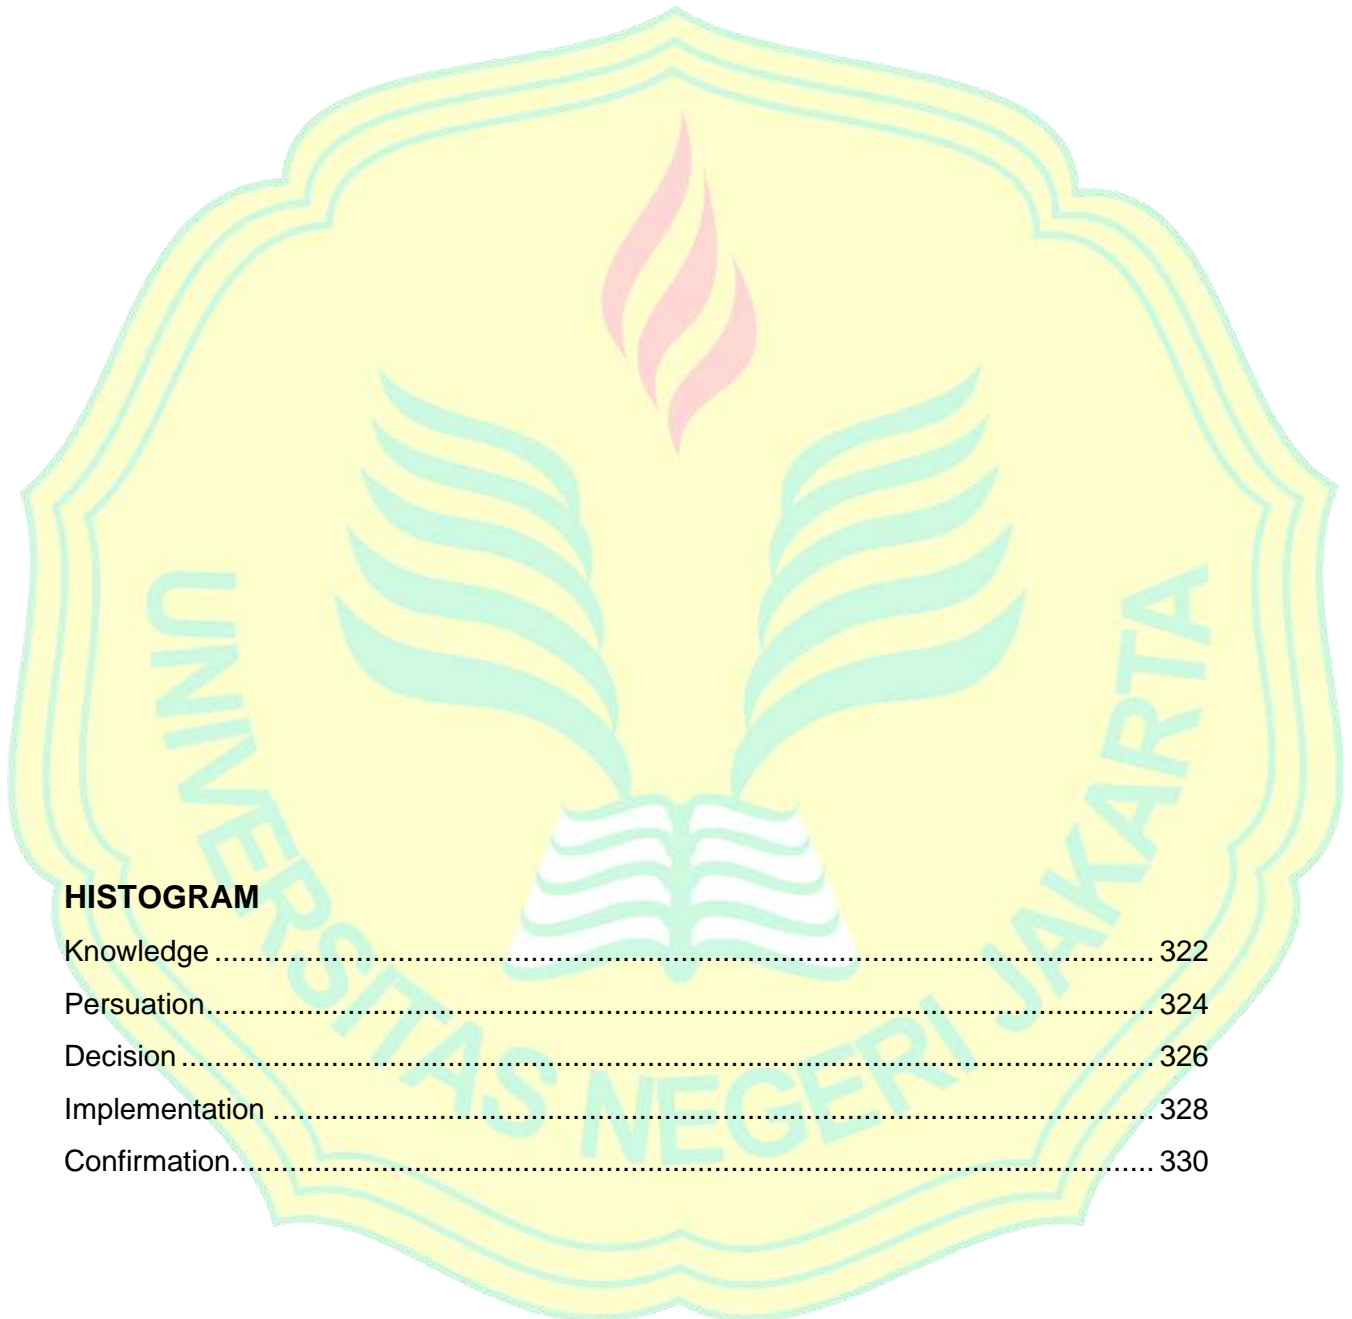 UNIVERSITAS NEGERI JAKARTA
HISTOGRAM
Knowledge ........................................................................................................................ 322
Persuation........................................................................................................................ 324
Decision ........................................................................................................................ 326
Implementation ........................................................................................................................ 328
Confirmation........................................................................................................................ 330